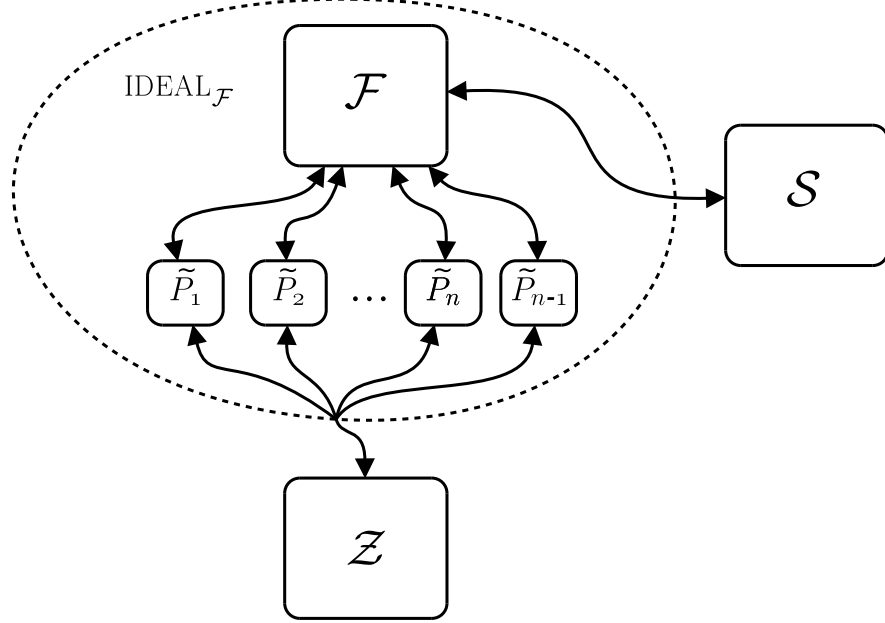 IDEAL_ℱ
ℱ
𝒮
P̃₁
P̃₂
...
P̃ₙ
P̃ₙ₋₁
𝒵